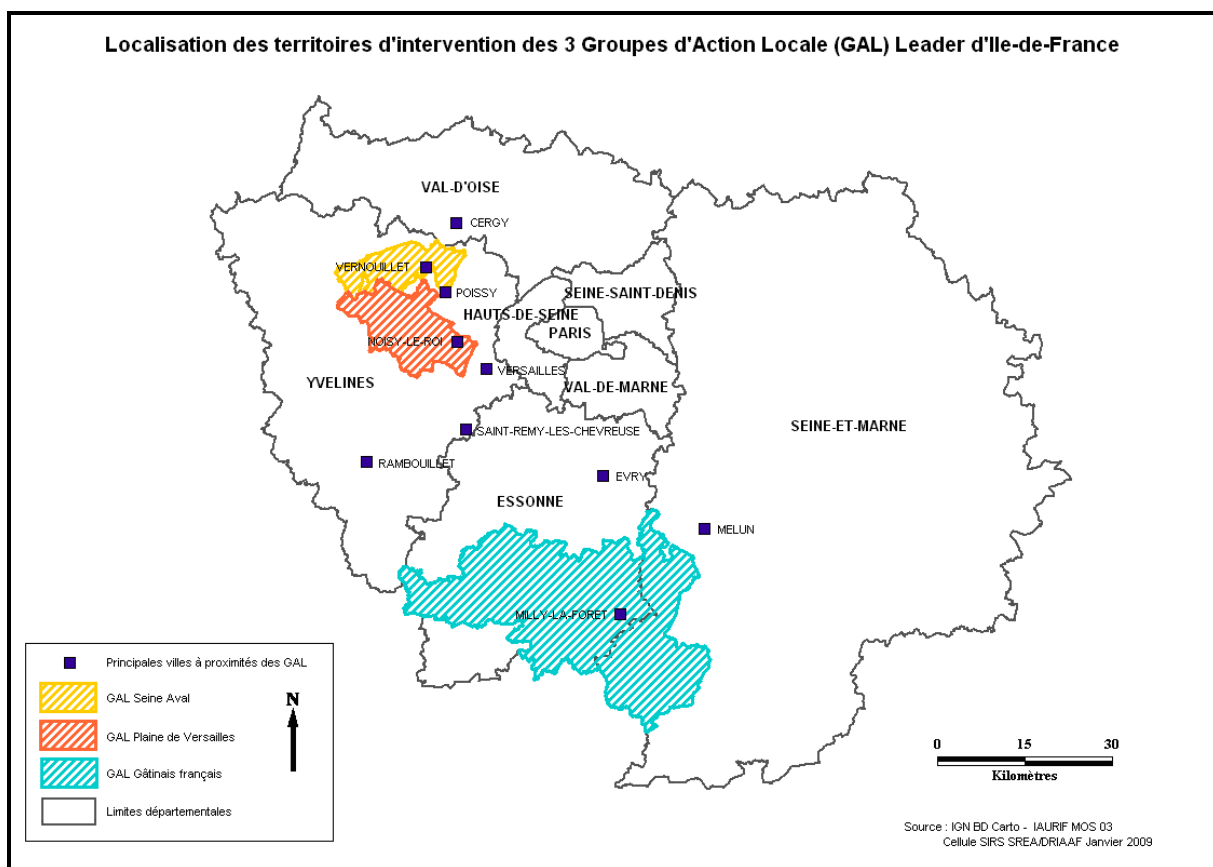 Localisation des territoires d'intervention des 3 Groupes d'Action Locale (GAL) Leader d'Ile-de-France
VAL-D'OISE
CERGY
VERNOUILLET
POISSY
SEINE-SAINT-DENIS
HAUTS-DE-SEINE
PARIS
NOISY-LE-ROI
VERSAILLES
YVELINES
VAL-DE-MARNE
SEINE-ET-MARNE
SAINT-REMY-LES-CHEVREUSE
RAMBOUILLET
EVRY
ESSONNE
MELUN
MILLY-LA-FORET
Principales villes à proximités des GAL
GAL Seine Aval
N
GAL Plaine de Versailles
GAL Gâtinais français
Limites départementales
0 15 30
Kilomètres
Source : IGN BD Carto - IAURIF MOS 03
Cellule SIRS SREA/DRIAAF Janvier 2009